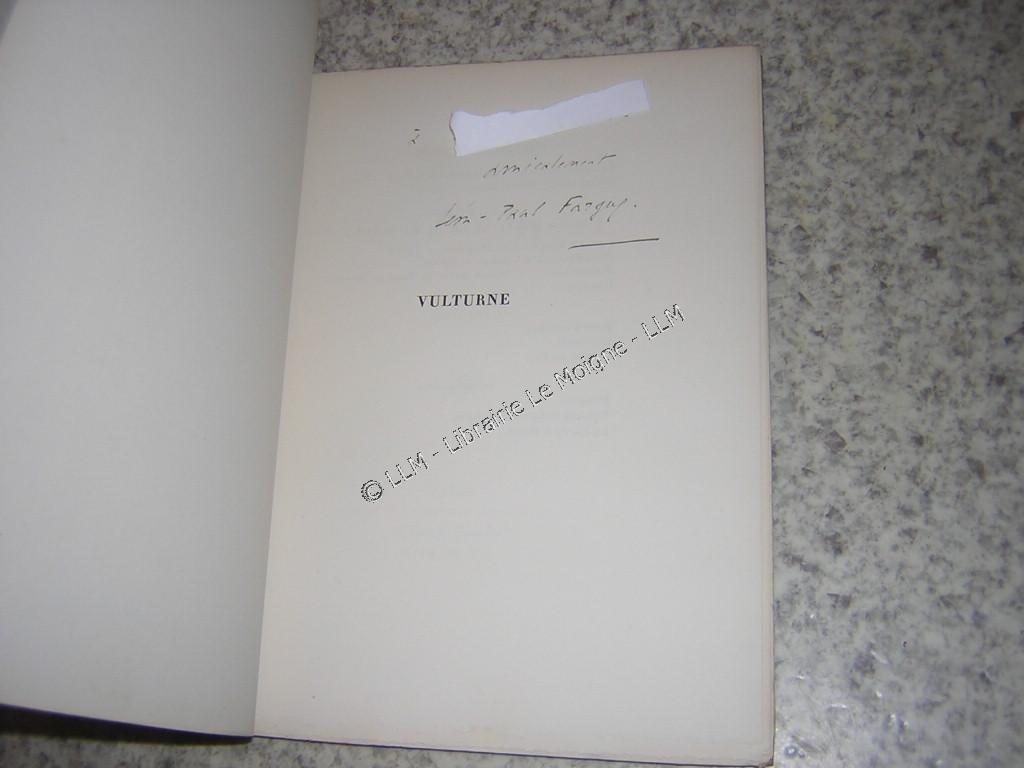 à
amicalement
Léon-Paul Fargue.
VULTURNE
© LLM - Librairie Le Moigne - LLM